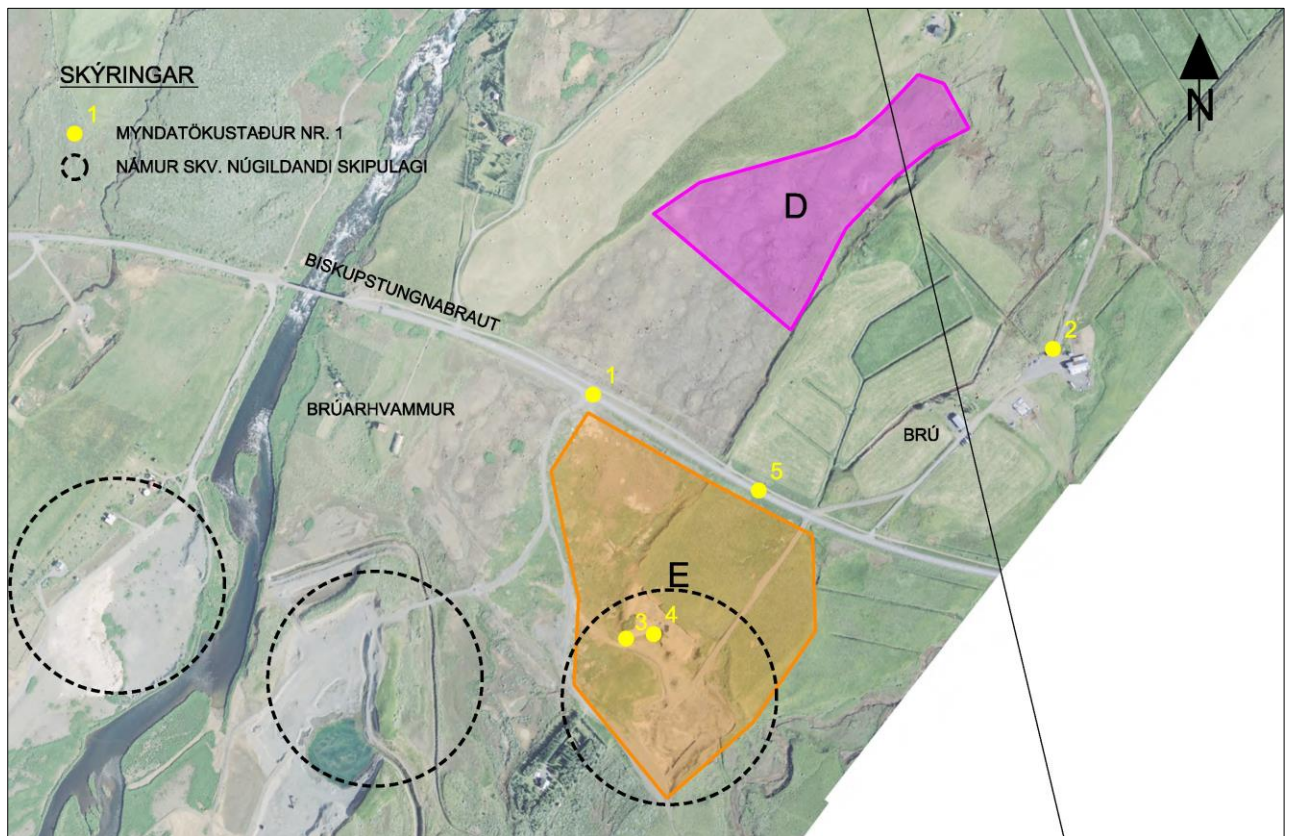 SKÝRINGAR
1
MYNDATÖKUSTAÐUR NR. 1
NÁMUR SKV. NÚGILDANDI SKIPULAGI
N
D
BISKUPSTUNGNABRAUT
2
1
BRÚARHVAMMUR
BRÚ
5
E
3
4